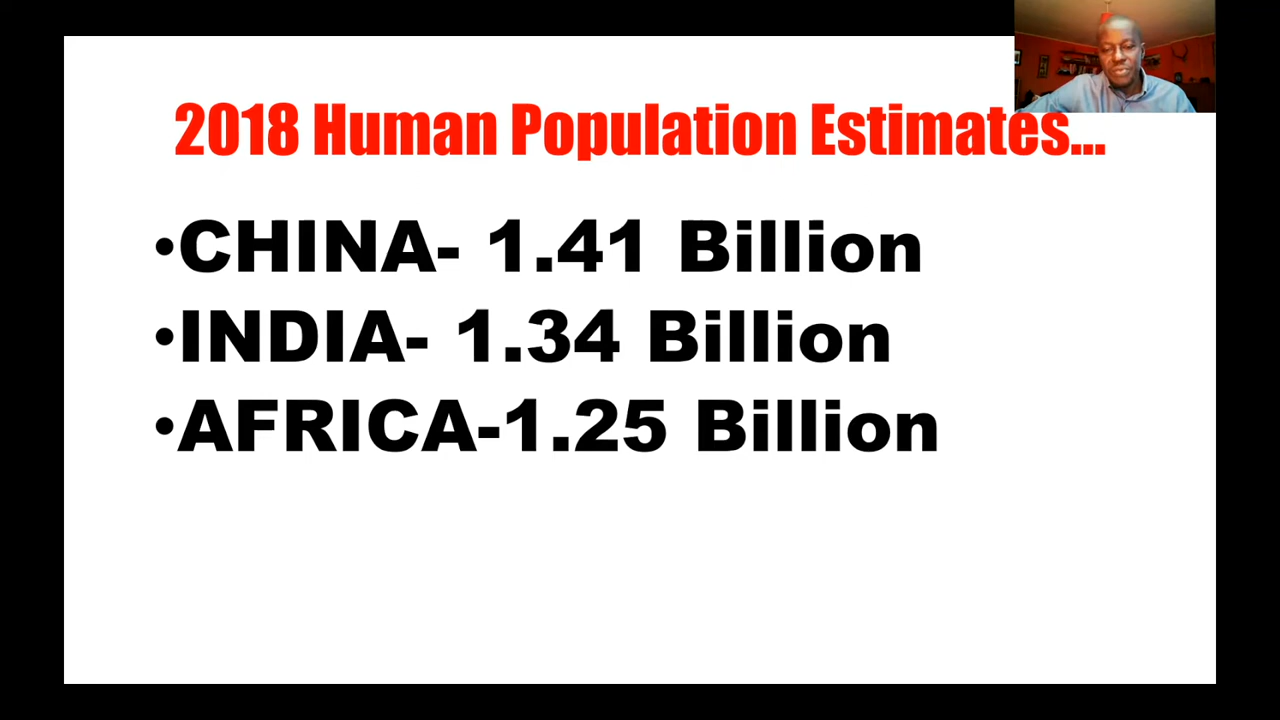 2018 Human Population Estimates...
•CHINA- 1.41 Billion
•INDIA- 1.34 Billion
•AFRICA-1.25 Billion